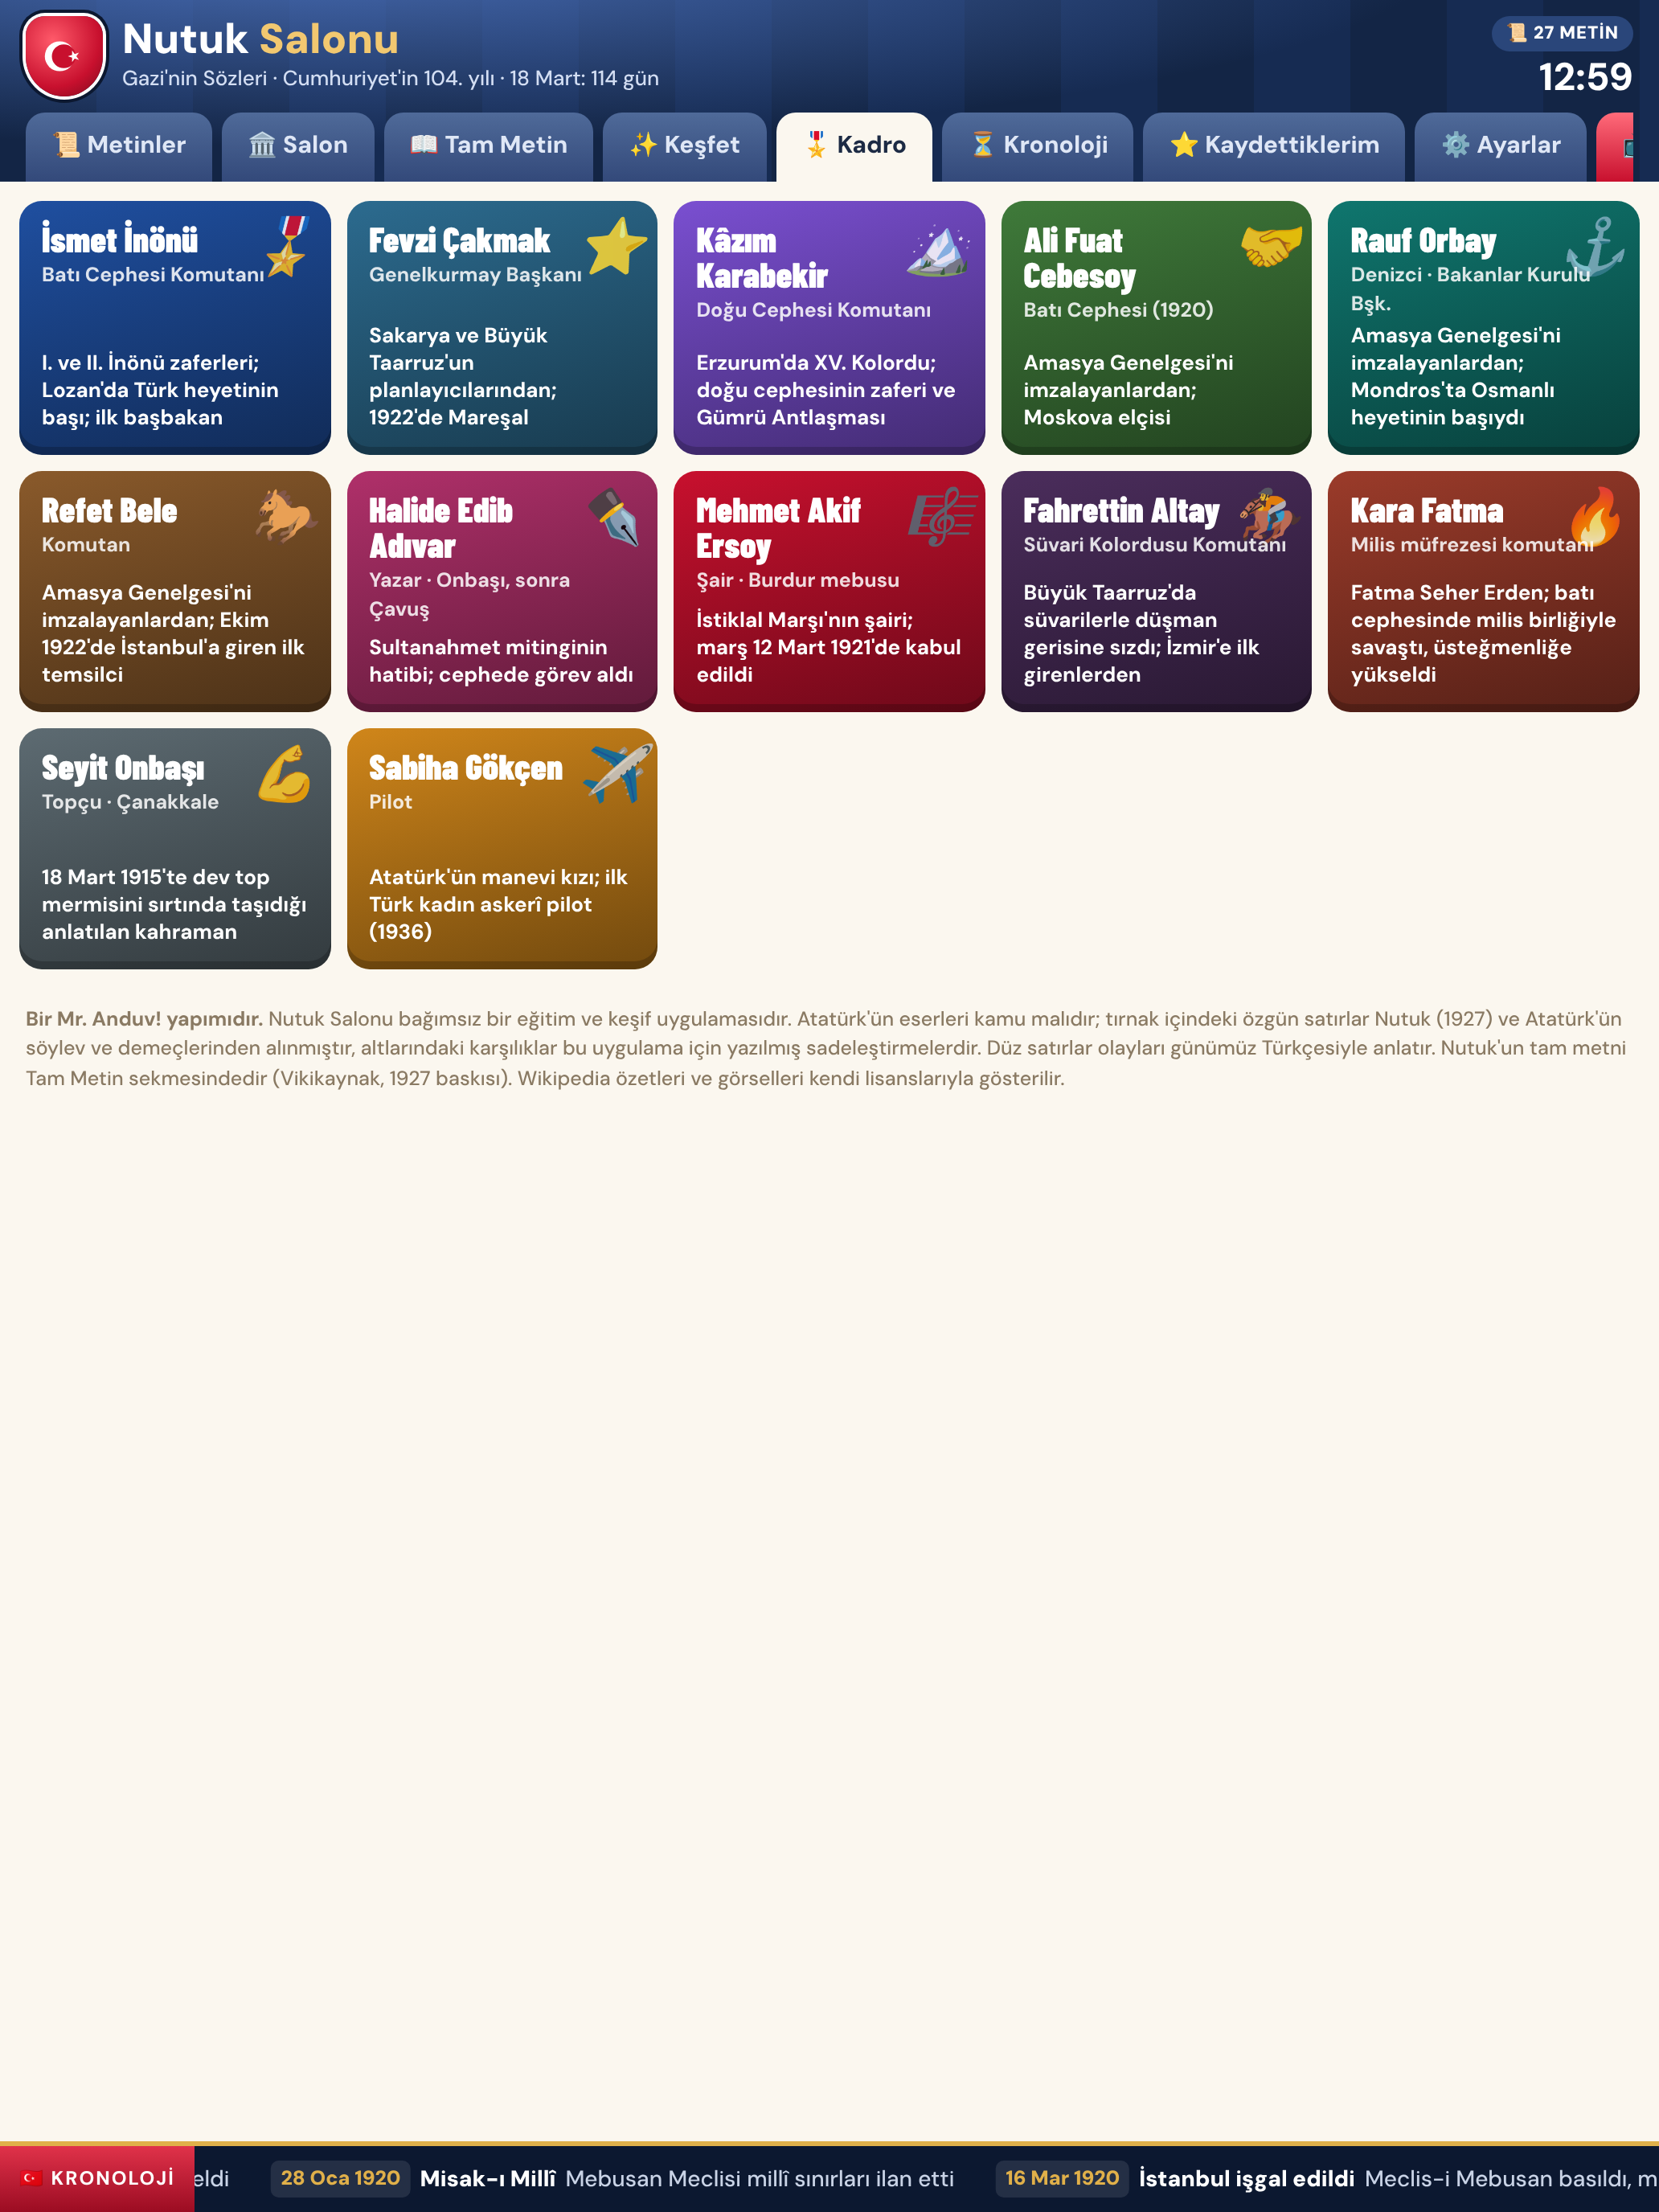 Nutuk Salonu
Gazi'nin Sözleri · Cumhuriyet'in 104. yılı · 18 Mart: 114 gün
27 METİN
12:59
Metinler
Salon
Tam Metin
Keşfet
Kadro
Kronoloji
Kaydettiklerim
Ayarlar
İsmet İnönü
Batı Cephesi Komutanı
I. ve II. İnönü zaferleri;
Lozan'da Türk heyetinin
başı; ilk başbakan
Fevzi Çakmak
Genelkurmay Başkanı
Sakarya ve Büyük
Taarruz'un
planlayıcılarından;
1922'de Mareşal
Kâzım
Karabekir
Doğu Cephesi Komutanı
Erzurum'da XV. Kolordu;
doğu cephesinin zaferi ve
Gümrü Antlaşması
Ali Fuat
Cebesoy
Batı Cephesi (1920)
Amasya Genelgesi'ni
imzalayanlardan;
Moskova elçisi
Rauf Orbay
Denizci · Bakanlar Kurulu
Bşk.
Amasya Genelgesi'ni
imzalayanlardan;
Mondros'ta Osmanlı
heyetinin başıydı
Refet Bele
Komutan
Amasya Genelgesi'ni
imzalayanlardan; Ekim
1922'de İstanbul'a giren ilk
temsilci
Halide Edib
Adıvar
Yazar · Onbaşı, sonra
Çavuş
Sultanahmet mitinginin
hatibi; cephede görev aldı
Mehmet Akif
Ersoy
Şair · Burdur mebusu
İstiklal Marşı'nın şairi;
marş 12 Mart 1921'de kabul
edildi
Fahrettin Altay
Süvari Kolordusu Komutanı
Büyük Taarruz'da
süvarilerle düşman
gerisine sızdı; İzmir'e ilk
girenlerden
Kara Fatma
Milis müfrezesi komutanı
Fatma Seher Erden; batı
cephesinde milis birliğiyle
savaştı, üsteğmenliğe
yükseldi
Seyit Onbaşı
Topçu · Çanakkale
18 Mart 1915'te dev top
mermisini sırtında taşıdığı
anlatılan kahraman
Sabiha Gökçen
Pilot
Atatürk'ün manevi kızı; ilk
Türk kadın askerî pilot
(1936)
Bir Mr. Anduv! yapımıdır. Nutuk Salonu bağımsız bir eğitim ve keşif uygulamasıdır. Atatürk'ün eserleri kamu malıdır; tırnak içindeki özgün satırlar Nutuk (1927) ve Atatürk'ün
söylev ve demeçlerinden alınmıştır, altlarındaki karşılıklar bu uygulama için yazılmış sadeleştirmelerdir. Düz satırlar olayları günümüz Türkçesiyle anlatır. Nutuk'un tam metni
Tam Metin sekmesindedir (Vikikaynak, 1927 baskısı). Wikipedia özetleri ve görselleri kendi lisanslarıyla gösterilir.
KRONOLOJİ
eldi 28 Oca 1920 Misak-ı Millî Mebusan Meclisi millî sınırları ilan etti 16 Mar 1920 İstanbul işgal edildi Meclis-i Mebusan basıldı, m